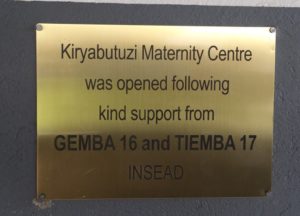 Kiryabutuzi Maternity Centre
was opened following
kind support from
GEMBA 16 and TIEMBA 17
INSEAD